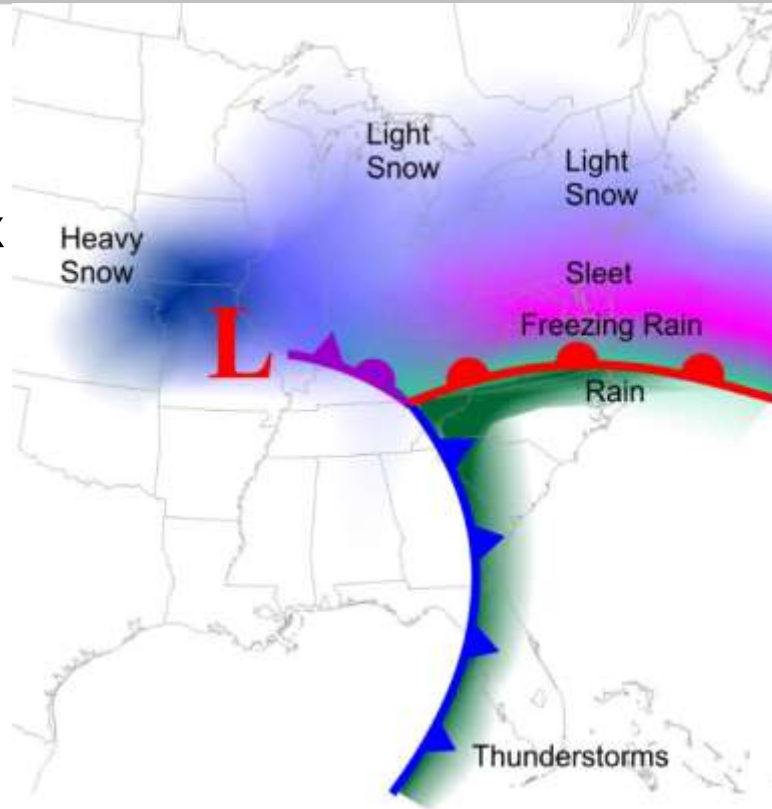 Light
Snow
Light
Snow
Heavy
Snow
Sleet
Freezing Rain
L
Rain
Thunderstorms